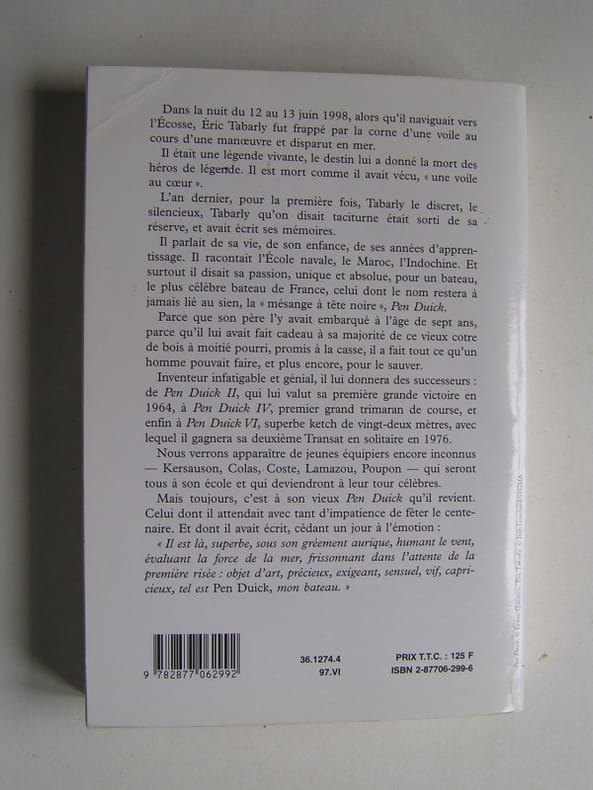 Dans la nuit du 12 au 13 juin 1998, alors qu'il naviguait vers
l'Écosse, Éric Tabarly fut frappé par la corne d'une voile au
cours d'une manœuvre et disparut en mer.
Il était une légende vivante, le destin lui a donné la mort des
héros de légende. Il est mort comme il avait vécu, « une voile
au cœur ».
L'an dernier, pour la première fois, Tabarly le discret, le
silencieux, Tabarly qu'on disait taciturne était sorti de sa
réserve, et avait écrit ses mémoires.
Il parlait de sa vie, de son enfance, de ses années d'appren-
tissage. Il racontait l'École navale, le Maroc, l'Indochine. Et
surtout il disait sa passion, unique et absolue, pour un bateau,
le plus célèbre bateau de France, celui dont le nom restera à
jamais lié au sien, la « mésange à tête noire », Pen Duick.
Parce que son père l'y avait embarqué à l'âge de sept ans,
parce qu'il lui avait fait cadeau à sa majorité de ce vieux cotre
de bois à moitié pourri, promis à la casse, il a fait tout ce qu'un
homme pouvait faire, et plus encore, pour le sauver.
Inventeur infatigable et génial, il lui donnera des successeurs :
de Pen Duick II, qui lui valut sa première grande victoire en
1964, à Pen Duick IV, premier grand trimaran de course, et
enfin à Pen Duick VI, superbe ketch de vingt-deux mètres, avec
lequel il gagnera sa deuxième Transat en solitaire en 1976.
Nous verrons apparaître de jeunes équipiers encore inconnus
— Kersauson, Colas, Coste, Lamazou, Poupon — qui seront
tous à son école et qui deviendront à leur tour célèbres.
Mais toujours, c'est à son vieux Pen Duick qu'il revient.
Celui dont il attendait avec tant d'impatience de fêter le cente-
naire. Et dont il avait écrit, cédant un jour à l'émotion :
« Il est là, superbe, sous son gréement aurique, humant le vent,
évaluant la force de la mer, frissonnant dans l'attente de la
première risée : objet d'art, précieux, exigeant, sensuel, vif, capri-
cieux, tel est Pen Duick, mon bateau. »
9 782877 062992
36.1274.4
97.VI
PRIX T.T.C. : 125 F
ISBN 2-87706-299-6